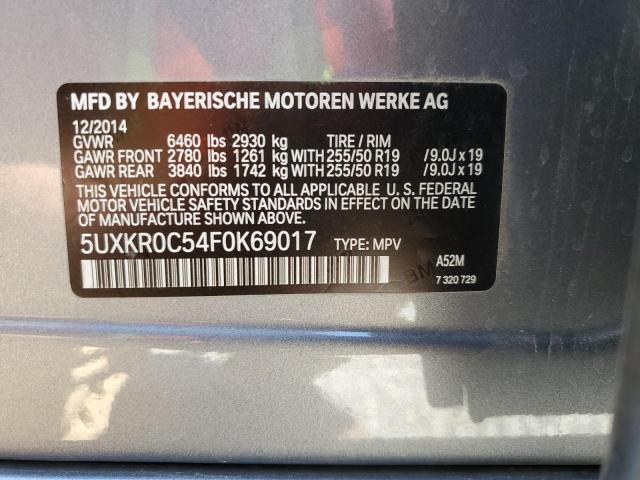 MFD BY BAYERISCHE MOTOREN WERKE AG
12/2014
GVWR 6460 lbs 2930 kg TIRE / RIM
GAWR FRONT 2780 lbs 1261 kg WITH 255/50 R19 /9.0J x 19
GAWR REAR 3840 lbs 1742 kg WITH 255/50 R19 /9.0J x 19
THIS VEHICLE CONFORMS TO ALL APPLICABLE U. S. FEDERAL
MOTOR VEHICLE SAFETY STANDARDS IN EFFECT ON THE
DATE OF MANUFACTURE SHOWN ABOVE.
5UXKR0C54F0K69017 TYPE: MPV
A52M
7 320 729